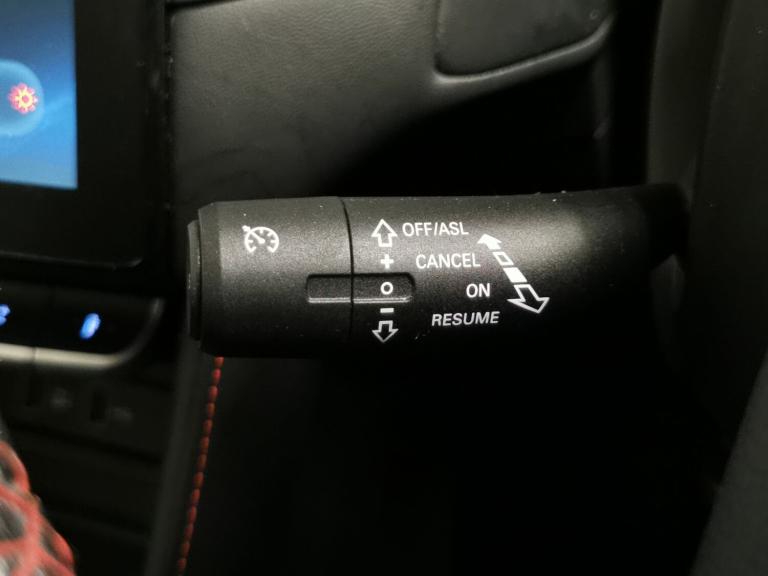 OFF/ASL
+ CANCEL
O ON
- RESUME